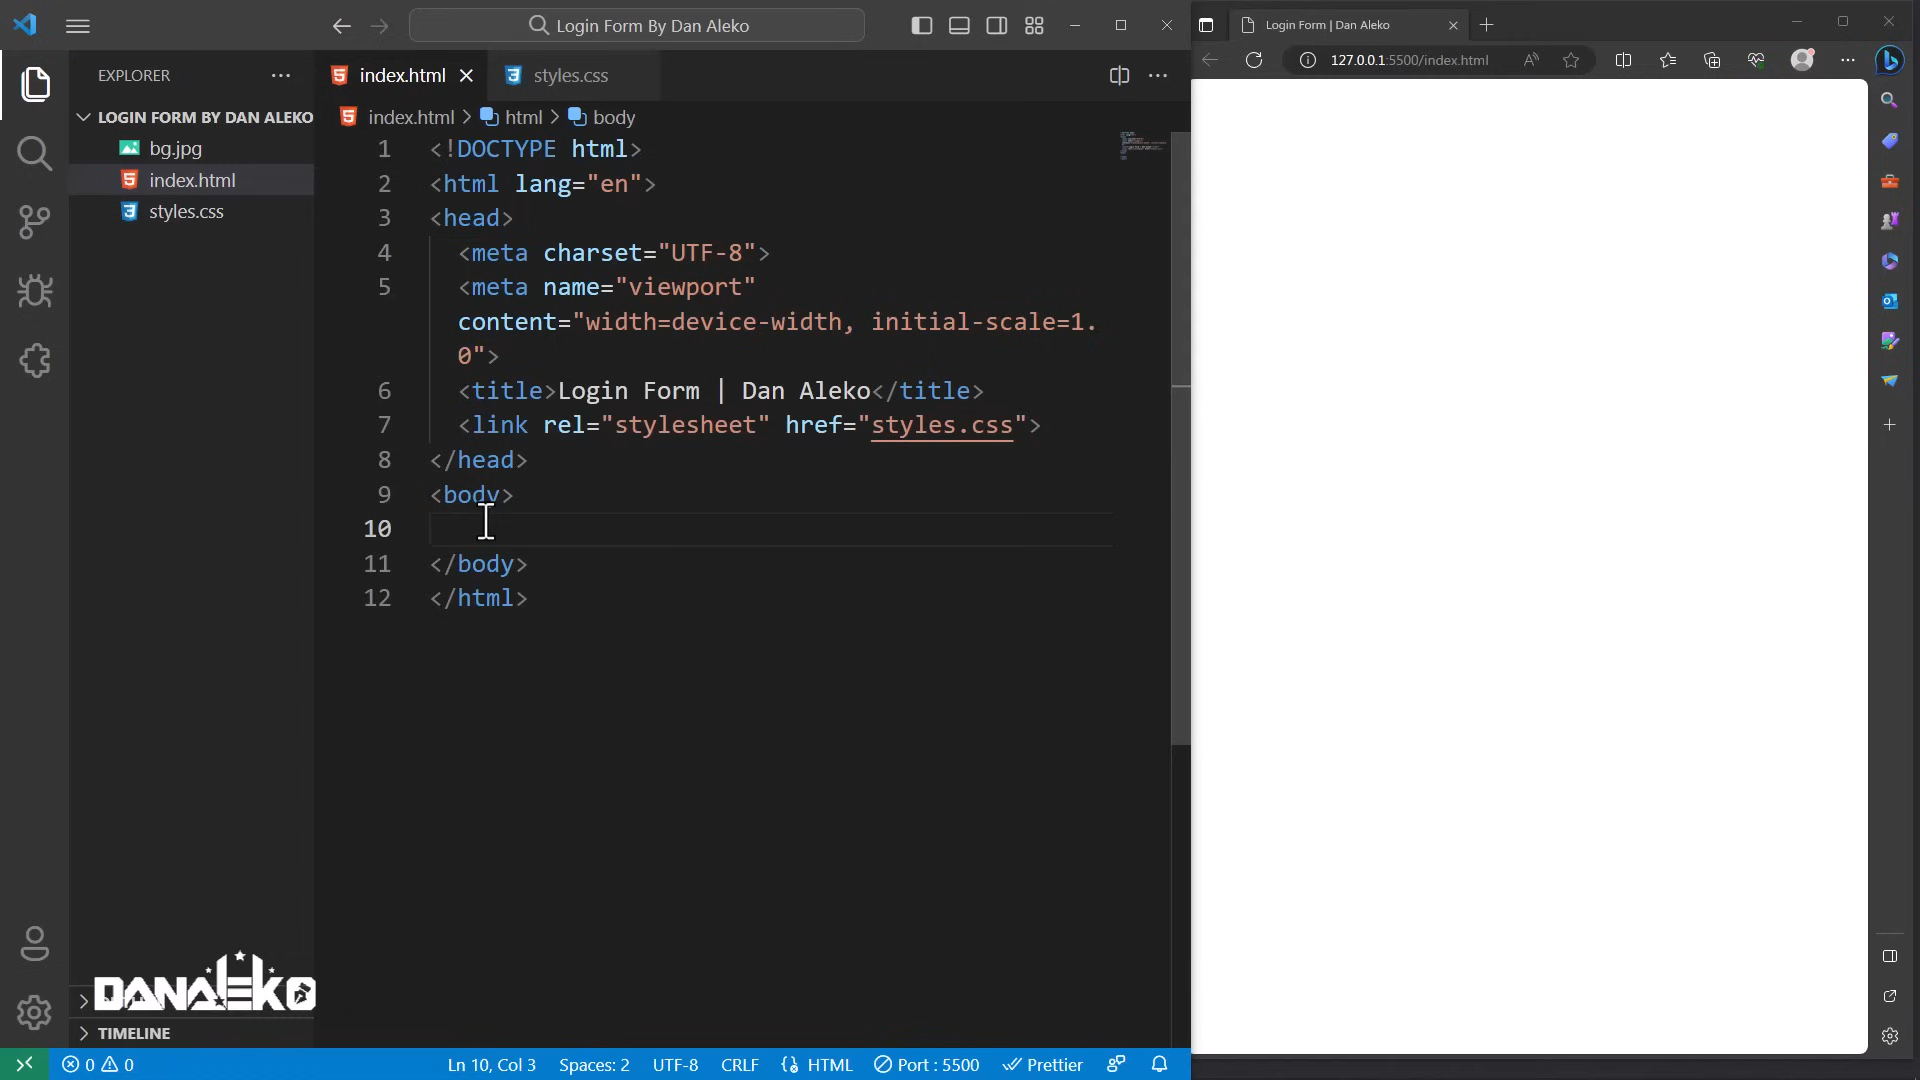 Login Form By Dan Aleko
Login Form | Dan Aleko
EXPLORER
index.html
styles.css
127.0.0.1:5500/index.html
LOGIN FORM BY DAN ALEKO
bg.jpg
index.html
styles.css
index.html > html > body
1 <!DOCTYPE html>
2 <html lang="en">
3 <head>
4 <meta charset="UTF-8">
5 <meta name="viewport"
content="width=device-width, initial-scale=1.
0">
6 <title>Login Form | Dan Aleko</title>
7 <link rel="stylesheet" href="styles.css">
8 </head>
9 <body>
10
11 </body>
12 </html>
DANALEKO
TIMELINE
0 0
Ln 10, Col 3
Spaces: 2
UTF-8
CRLF
HTML
Port : 5500
Prettier